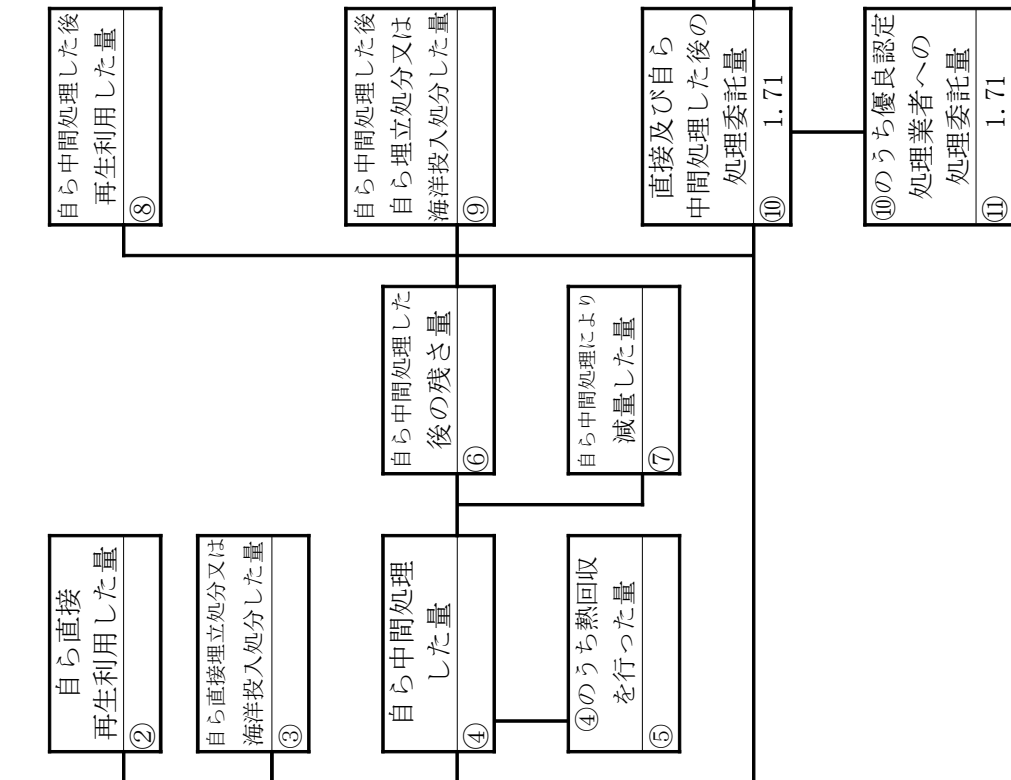 自ら直接
再生利用した量
②
自ら直接埋立処分又は
海洋投入処分した量
③
自ら中間処理
した量
④
④のうち熱回収
を行った量
⑤
自ら中間処理した
後の残さ量
⑥
自ら中間処理により
減量した量
⑦
自ら中間処理した後
再生利用した量
⑧
自ら中間処理した後
自ら埋立処分又は
海洋投入処分した量
⑨
直接及び自ら
中間処理した後の
処理委託量
⑩ 1.71
⑩のうち優良認定
処理業者への
処理委託量
⑪ 1.71